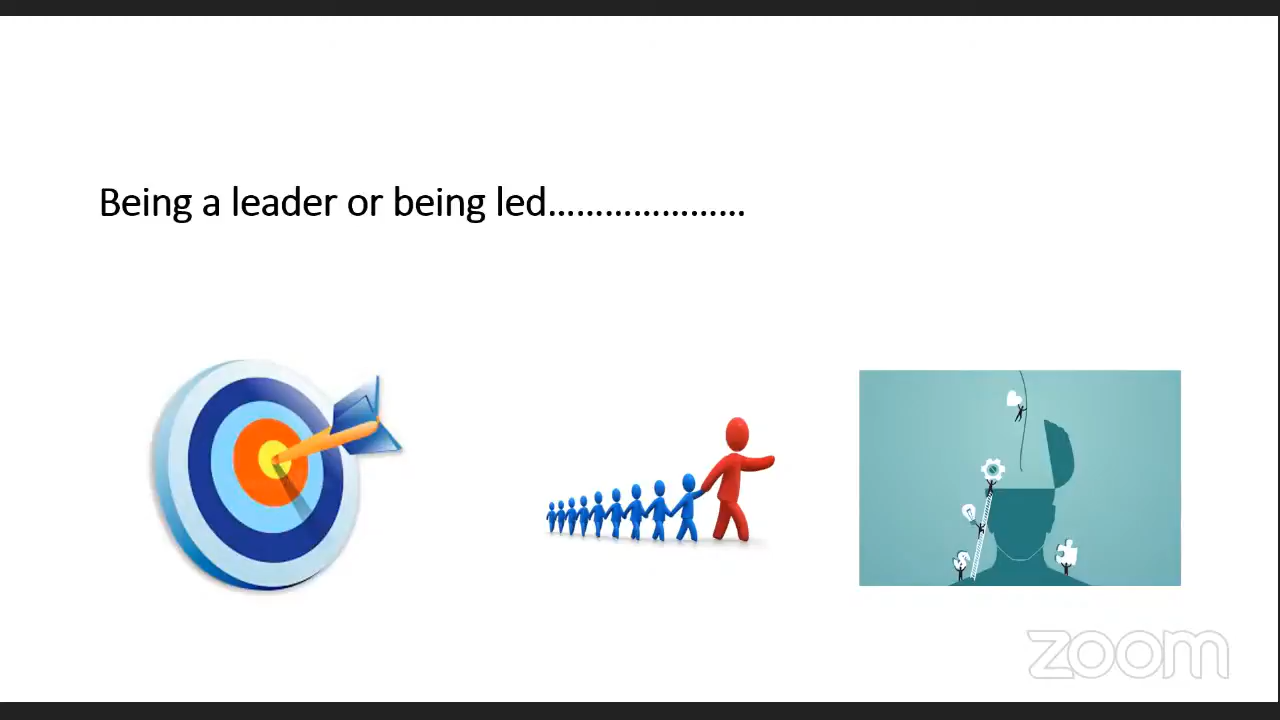 Being a leader or being led.....................
zoom